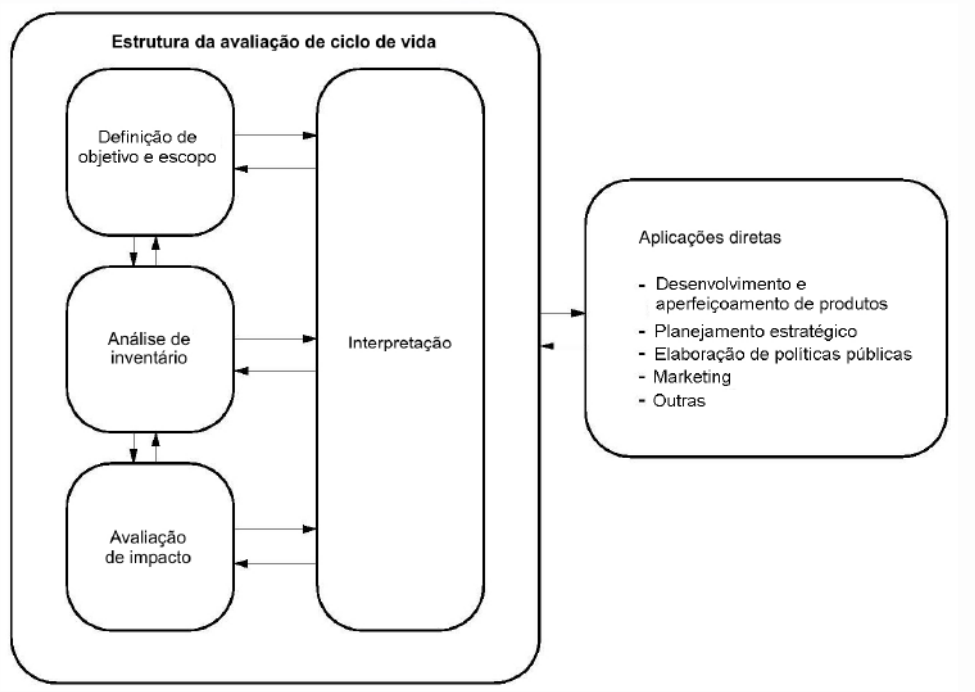 Estrutura da avaliação de ciclo de vida
Definição de
objetivo e escopo
Análise de
inventário
Avaliação
de impacto
Interpretação
Aplicações diretas
- Desenvolvimento e
aperfeiçoamento de produtos
- Planejamento estratégico
- Elaboração de políticas públicas
- Marketing
- Outras